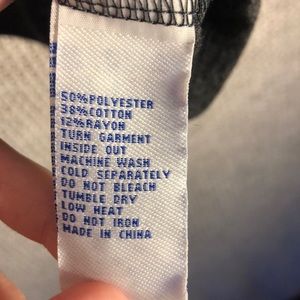 50%POLYESTER
38%COTTON
12%RAYON
TURN GARMENT
INSIDE OUT
MACHINE WASH
COLD SEPARATELY
DO NOT BLEACH
TUMBLE DRY
LOW HEAT
DO NOT IRON
MADE IN CHINA